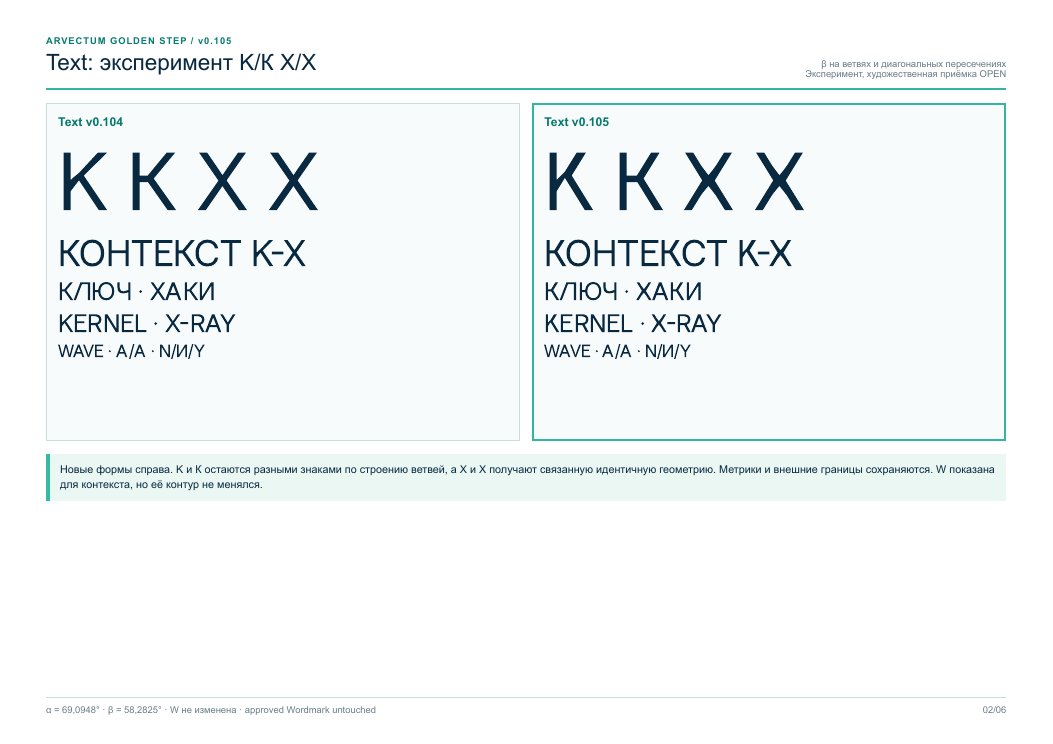 ARVECTUM GOLDEN STEP / v0.105
Text: эксперимент K/К X/Х
β на ветвях и диагональных пересечениях
Эксперимент, художественная приёмка OPEN
Text v0.104
K К X Х
КОНТЕКСТ K-X
КЛЮЧ · ХАКИ
KERNEL · X-RAY
WAVE · A/А · N/И/Y
Text v0.105
K К X Х
КОНТЕКСТ K-X
КЛЮЧ · ХАКИ
KERNEL · X-RAY
WAVE · A/А · N/И/Y
Новые формы справа. K и К остаются разными знаками по строению ветвей, а X и Х получают связанную идентичную геометрию. Метрики и внешние границы сохраняются. W показана
для контекста, но её контур не менялся.
α = 69,0948° · β = 58,2825° · W не изменена · approved Wordmark untouched
02/06